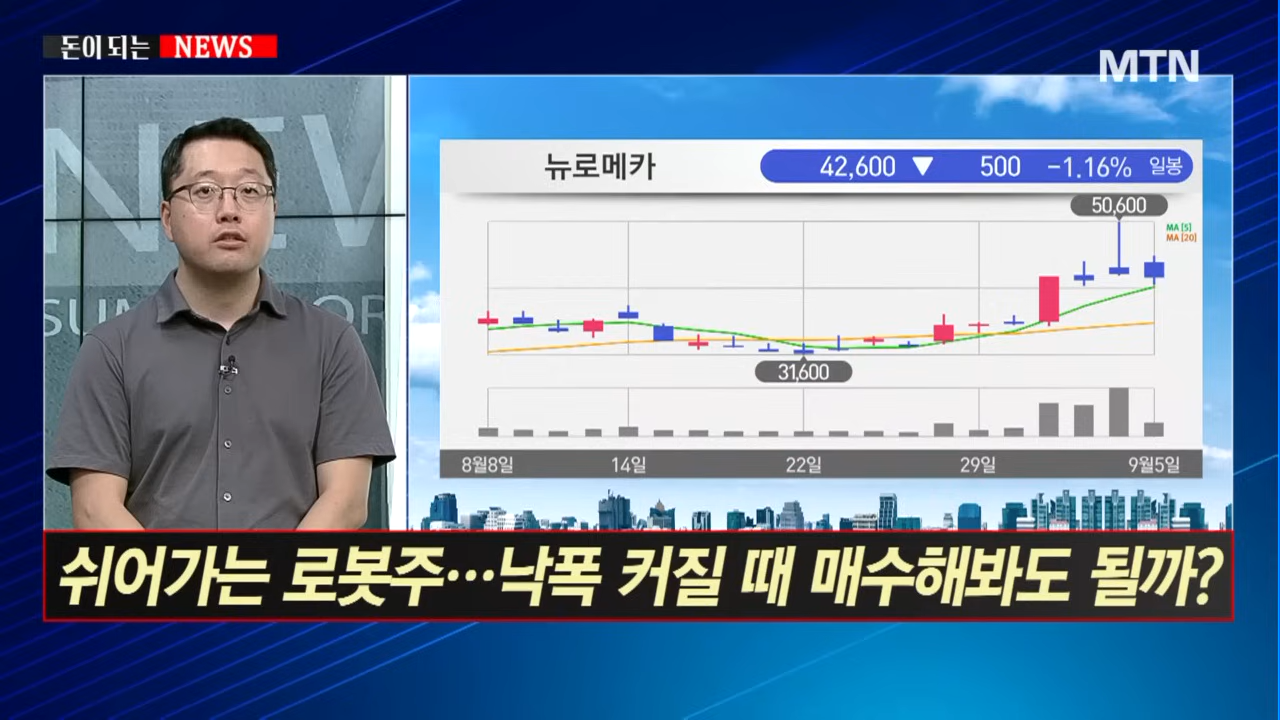 돈이 되는 NEWS
MTN
뉴로메카
42,600 ▼ 500 -1.16% 일봉
50,600
MA [5]
MA [20]
31,600
8월8일 14일 22일 29일 9월5일
쉬어가는 로봇주…낙폭 커질 때 매수해봐도 될까?